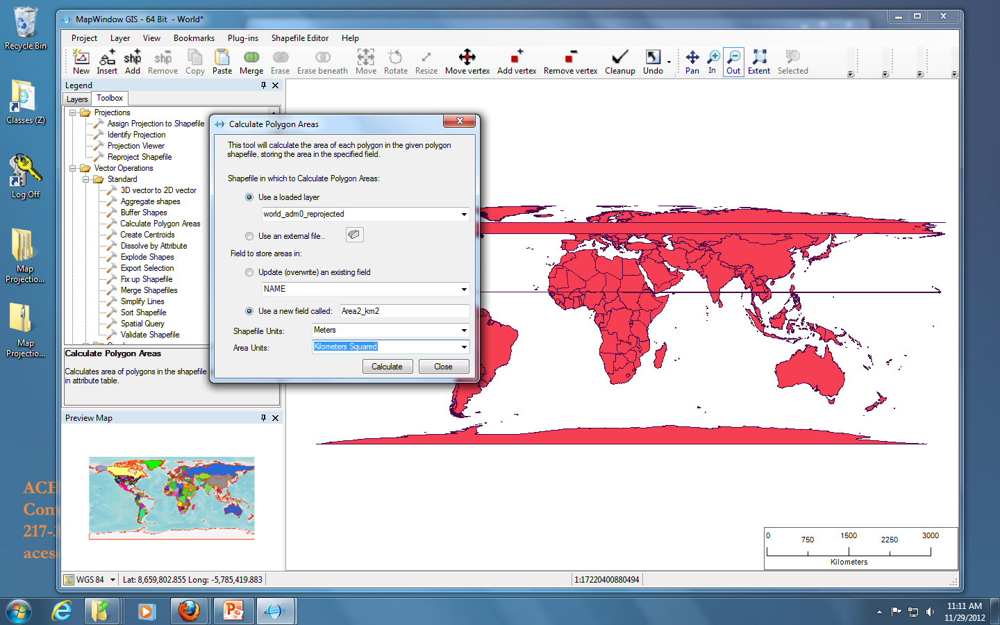 Recycle Bin
Classes (Z)
Log Off
Map
Projectio...
Map
Projectio...
ACE
Com
217-
aces
MapWindow GIS - 64 Bit - World*
Project Layer View Bookmarks Plug-ins Shapefile Editor Help
shp shp
New Insert Add Remove Copy Paste Merge Erase Erase beneath Move Rotate Resize Move vertex Add vertex Remove vertex Cleanup Undo Pan In Out Extent Selected
Legend
Layers Toolbox
Projections
Assign Projection to Shapefile
Identify Projection
Projection Viewer
Reproject Shapefile
Vector Operations
Standard
3D vector to 2D vector
Aggregate shapes
Buffer Shapes
Calculate Polygon Areas
Create Centroids
Dissolve by Attribute
Explode Shapes
Export Selection
Fix up Shapefile
Merge Shapefiles
Simplify Lines
Sort Shapefile
Spatial Query
Validate Shapefile
Calculate Polygon Areas
Calculates area of polygons in the shapefile
in attribute table.
Preview Map
Calculate Polygon Areas
This tool will calculate the area of each polygon in the given polygon
shapefile, storing the area in the specified field.
Shapefile in which to Calculate Polygon Areas:
Use a loaded layer
world_adm0_reprojected
Use an external file..
Field to store areas in:
Update (overwrite) an existing field
NAME
Use a new field called: Area2_km2
Shapefile Units: Meters
Area Units: Kilometers Squared
Calculate Close
0 750 1500 2250 3000
Kilometers
WGS 84 Lat: 8,659,802.855 Long: -5,785,419.883 1:17220400880494
11:11 AM
11/29/2012